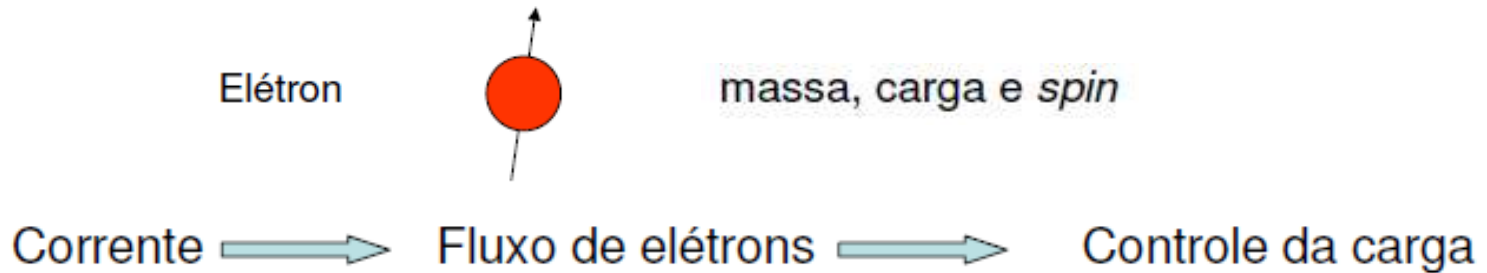 Elétron massa, carga e spin
Corrente Fluxo de elétrons Controle da carga